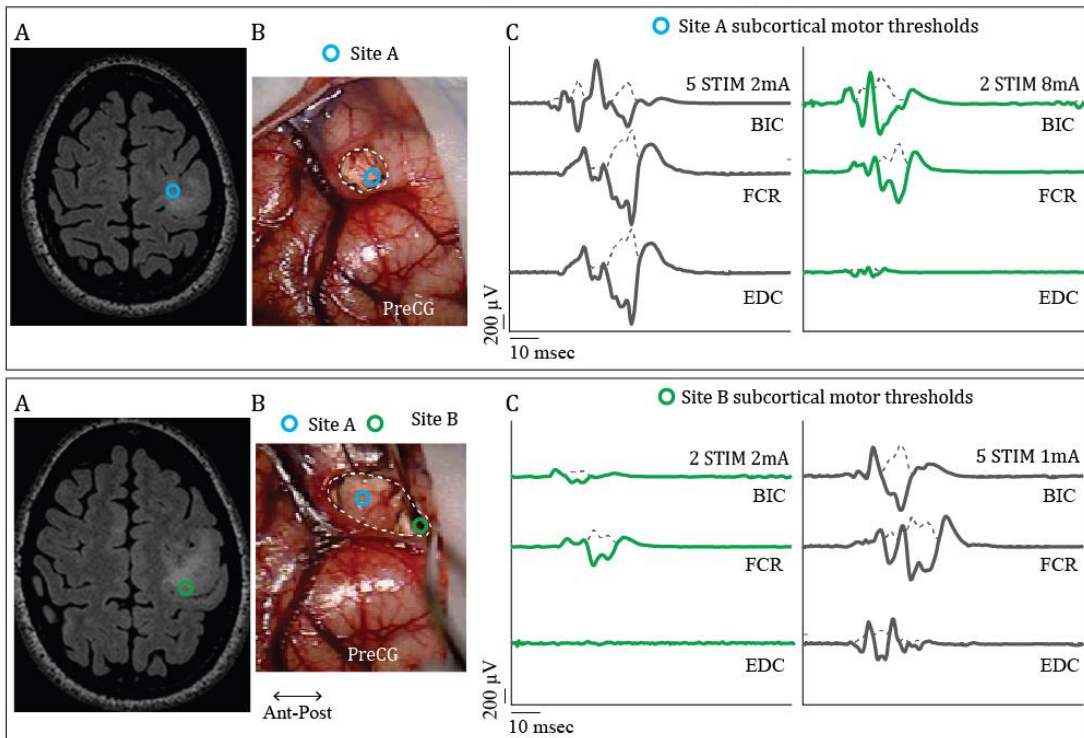 A
B
Site A
C
Site A subcortical motor thresholds
5 STIM 2mA
BIC
FCR
EDC
2 STIM 8mA
BIC
FCR
EDC
PreCG
200 µV
10 msec
A
B
Site A
Site B
C
Site B subcortical motor thresholds
2 STIM 2mA
BIC
FCR
EDC
5 STIM 1mA
BIC
FCR
EDC
PreCG
Ant-Post
200 µV
10 msec